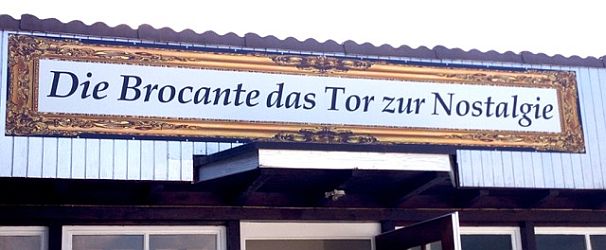 Die Brocante das Tor zur Nostalgie